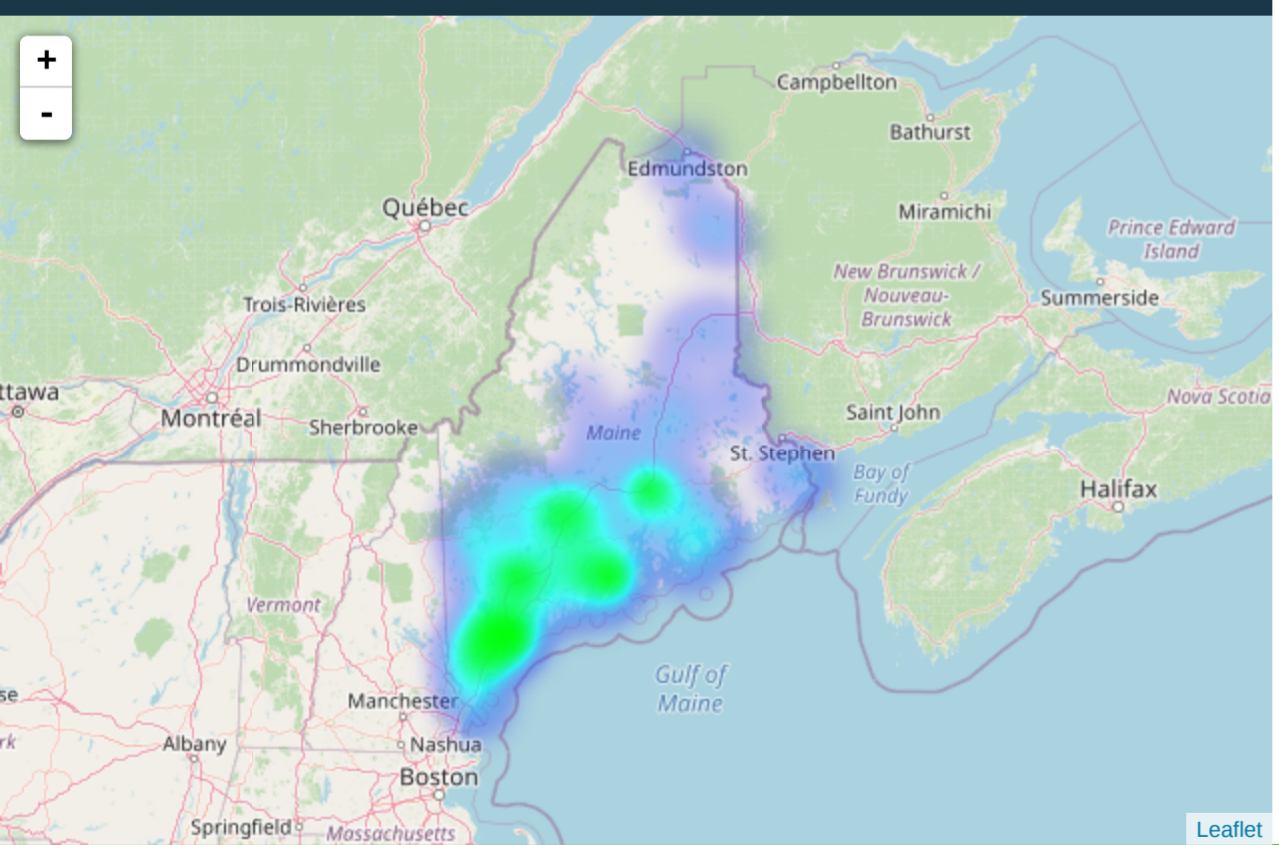 +
-
Campbellton
Bathurst
Edmundston
Québec
Miramichi
Prince Edward
Island
New Brunswick /
Nouveau-
Brunswick
Summerside
Trois-Rivières
Drummondville
ttawa
Montréal
Sherbrooke
Maine
Saint John
Nova Scotia
St. Stephen
Bay of
Fundy
Halifax
Vermont
Gulf of
Maine
se
Manchester
rk
Albany
Nashua
Boston
Springfield
Massachusetts
Leaflet